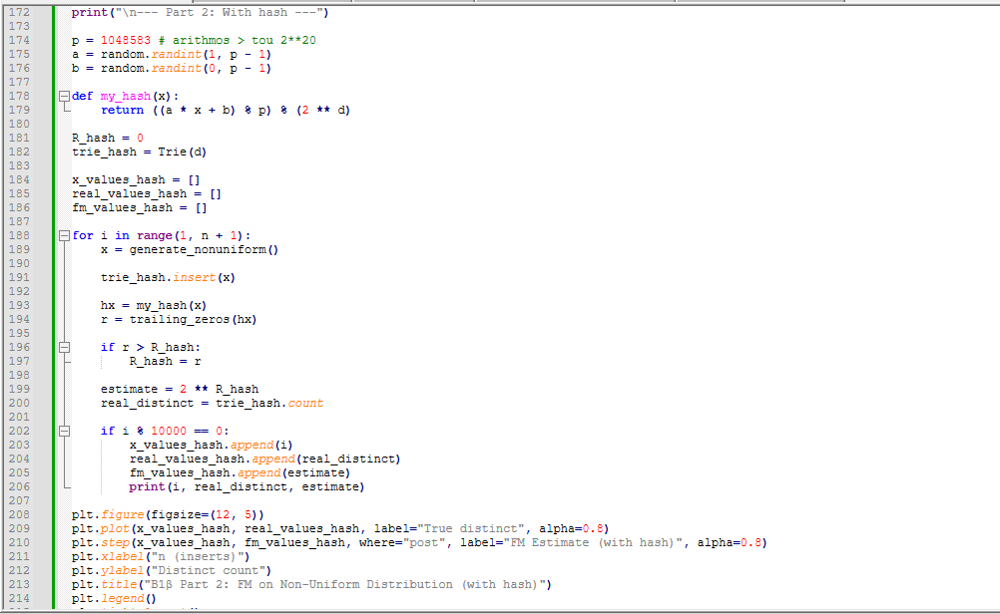 172 print("\n--- Part 2: With hash ---")
173
174 p = 1048583 # arithmos > tou 2**20
175 a = random.randint(1, p - 1)
176 b = random.randint(0, p - 1)
177
178 def my_hash(x):
179     return ((a * x + b) % p) % (2 ** d)
180
181 R_hash = 0
182 trie_hash = Trie(d)
183
184 x_values_hash = []
185 real_values_hash = []
186 fm_values_hash = []
187
188 for i in range(1, n + 1):
189     x = generate_nonuniform()
190
191     trie_hash.insert(x)
192
193     hx = my_hash(x)
194     r = trailing_zeros(hx)
195
196     if r > R_hash:
197         R_hash = r
198
199     estimate = 2 ** R_hash
200     real_distinct = trie_hash.count
201
202     if i % 10000 == 0:
203         x_values_hash.append(i)
204         real_values_hash.append(real_distinct)
205         fm_values_hash.append(estimate)
206         print(i, real_distinct, estimate)
207
208 plt.figure(figsize=(12, 5))
209 plt.plot(x_values_hash, real_values_hash, label="True distinct", alpha=0.8)
210 plt.step(x_values_hash, fm_values_hash, where="post", label="FM Estimate (with hash)", alpha=0.8)
211 plt.xlabel("n (inserts)")
212 plt.ylabel("Distinct count")
213 plt.title("B1β Part 2: FM on Non-Uniform Distribution (with hash)")
214 plt.legend()